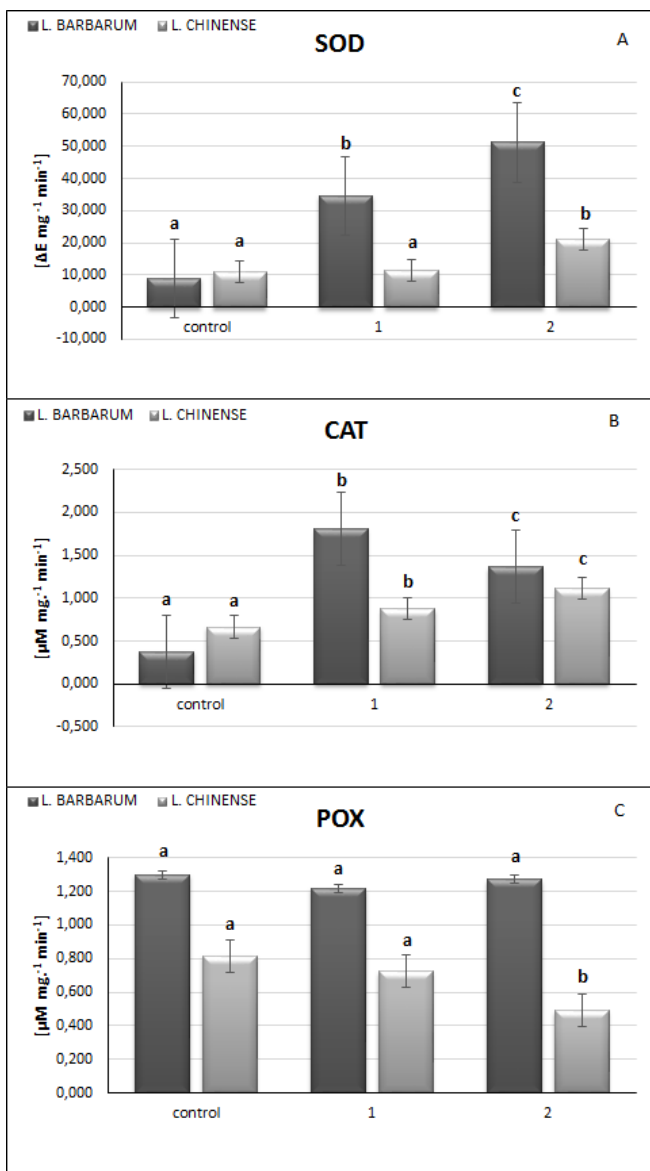 L. BARBARUM L. CHINENSE
SOD
A
70,000
60,000
50,000
40,000
30,000
20,000
10,000
0,000
-10,000
[ΔE mg⁻¹ min⁻¹]
a a b a c b
control 1 2
L. BARBARUM L. CHINENSE
CAT
B
2,500
2,000
1,500
1,000
0,500
0,000
-0,500
[µM mg.⁻¹ min⁻¹]
a a b b c c
control 1 2
L. BARBARUM L. CHINENSE
POX
C
1,400
1,200
1,000
0,800
0,600
0,400
0,200
0,000
[µM mg.⁻¹ min⁻¹]
a a a a a b
control 1 2